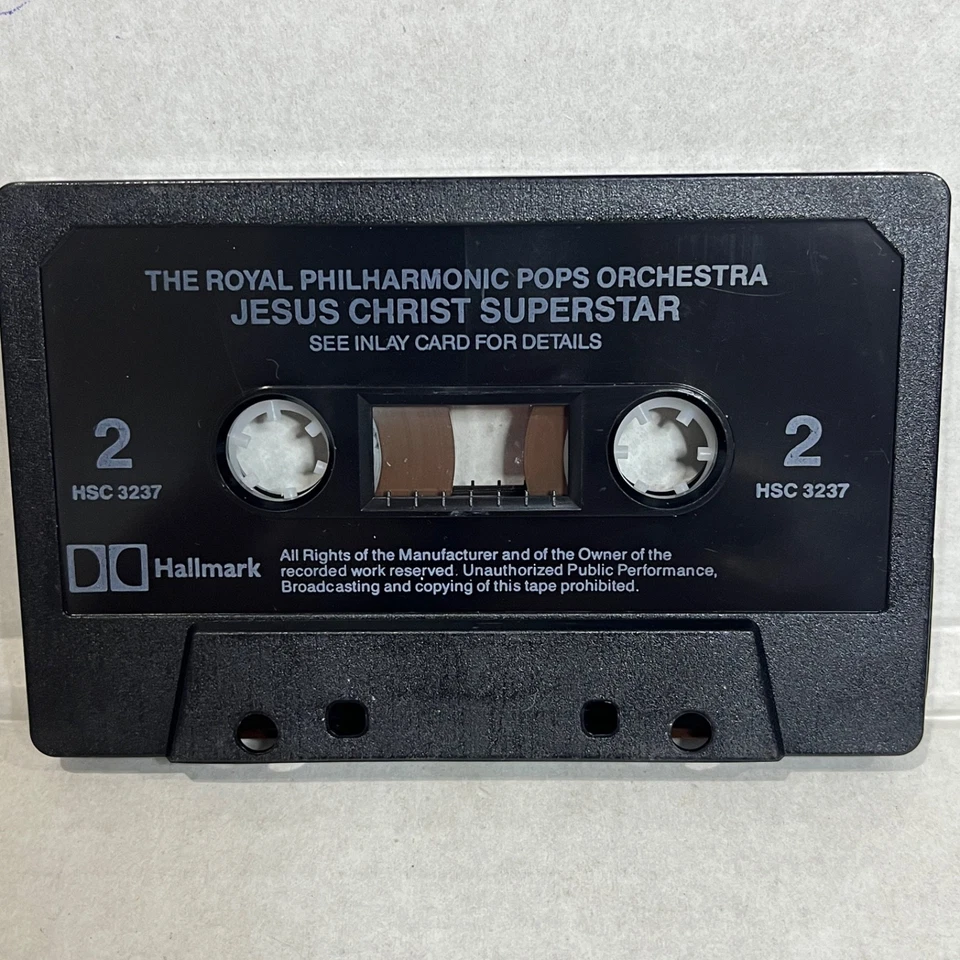 THE ROYAL PHILHARMONIC POPS ORCHESTRA
JESUS CHRIST SUPERSTAR
SEE INLAY CARD FOR DETAILS
2
HSC 3237
2
HSC 3237
Hallmark
All Rights of the Manufacturer and of the Owner of the
recorded work reserved. Unauthorized Public Performance,
Broadcasting and copying of this tape prohibited.